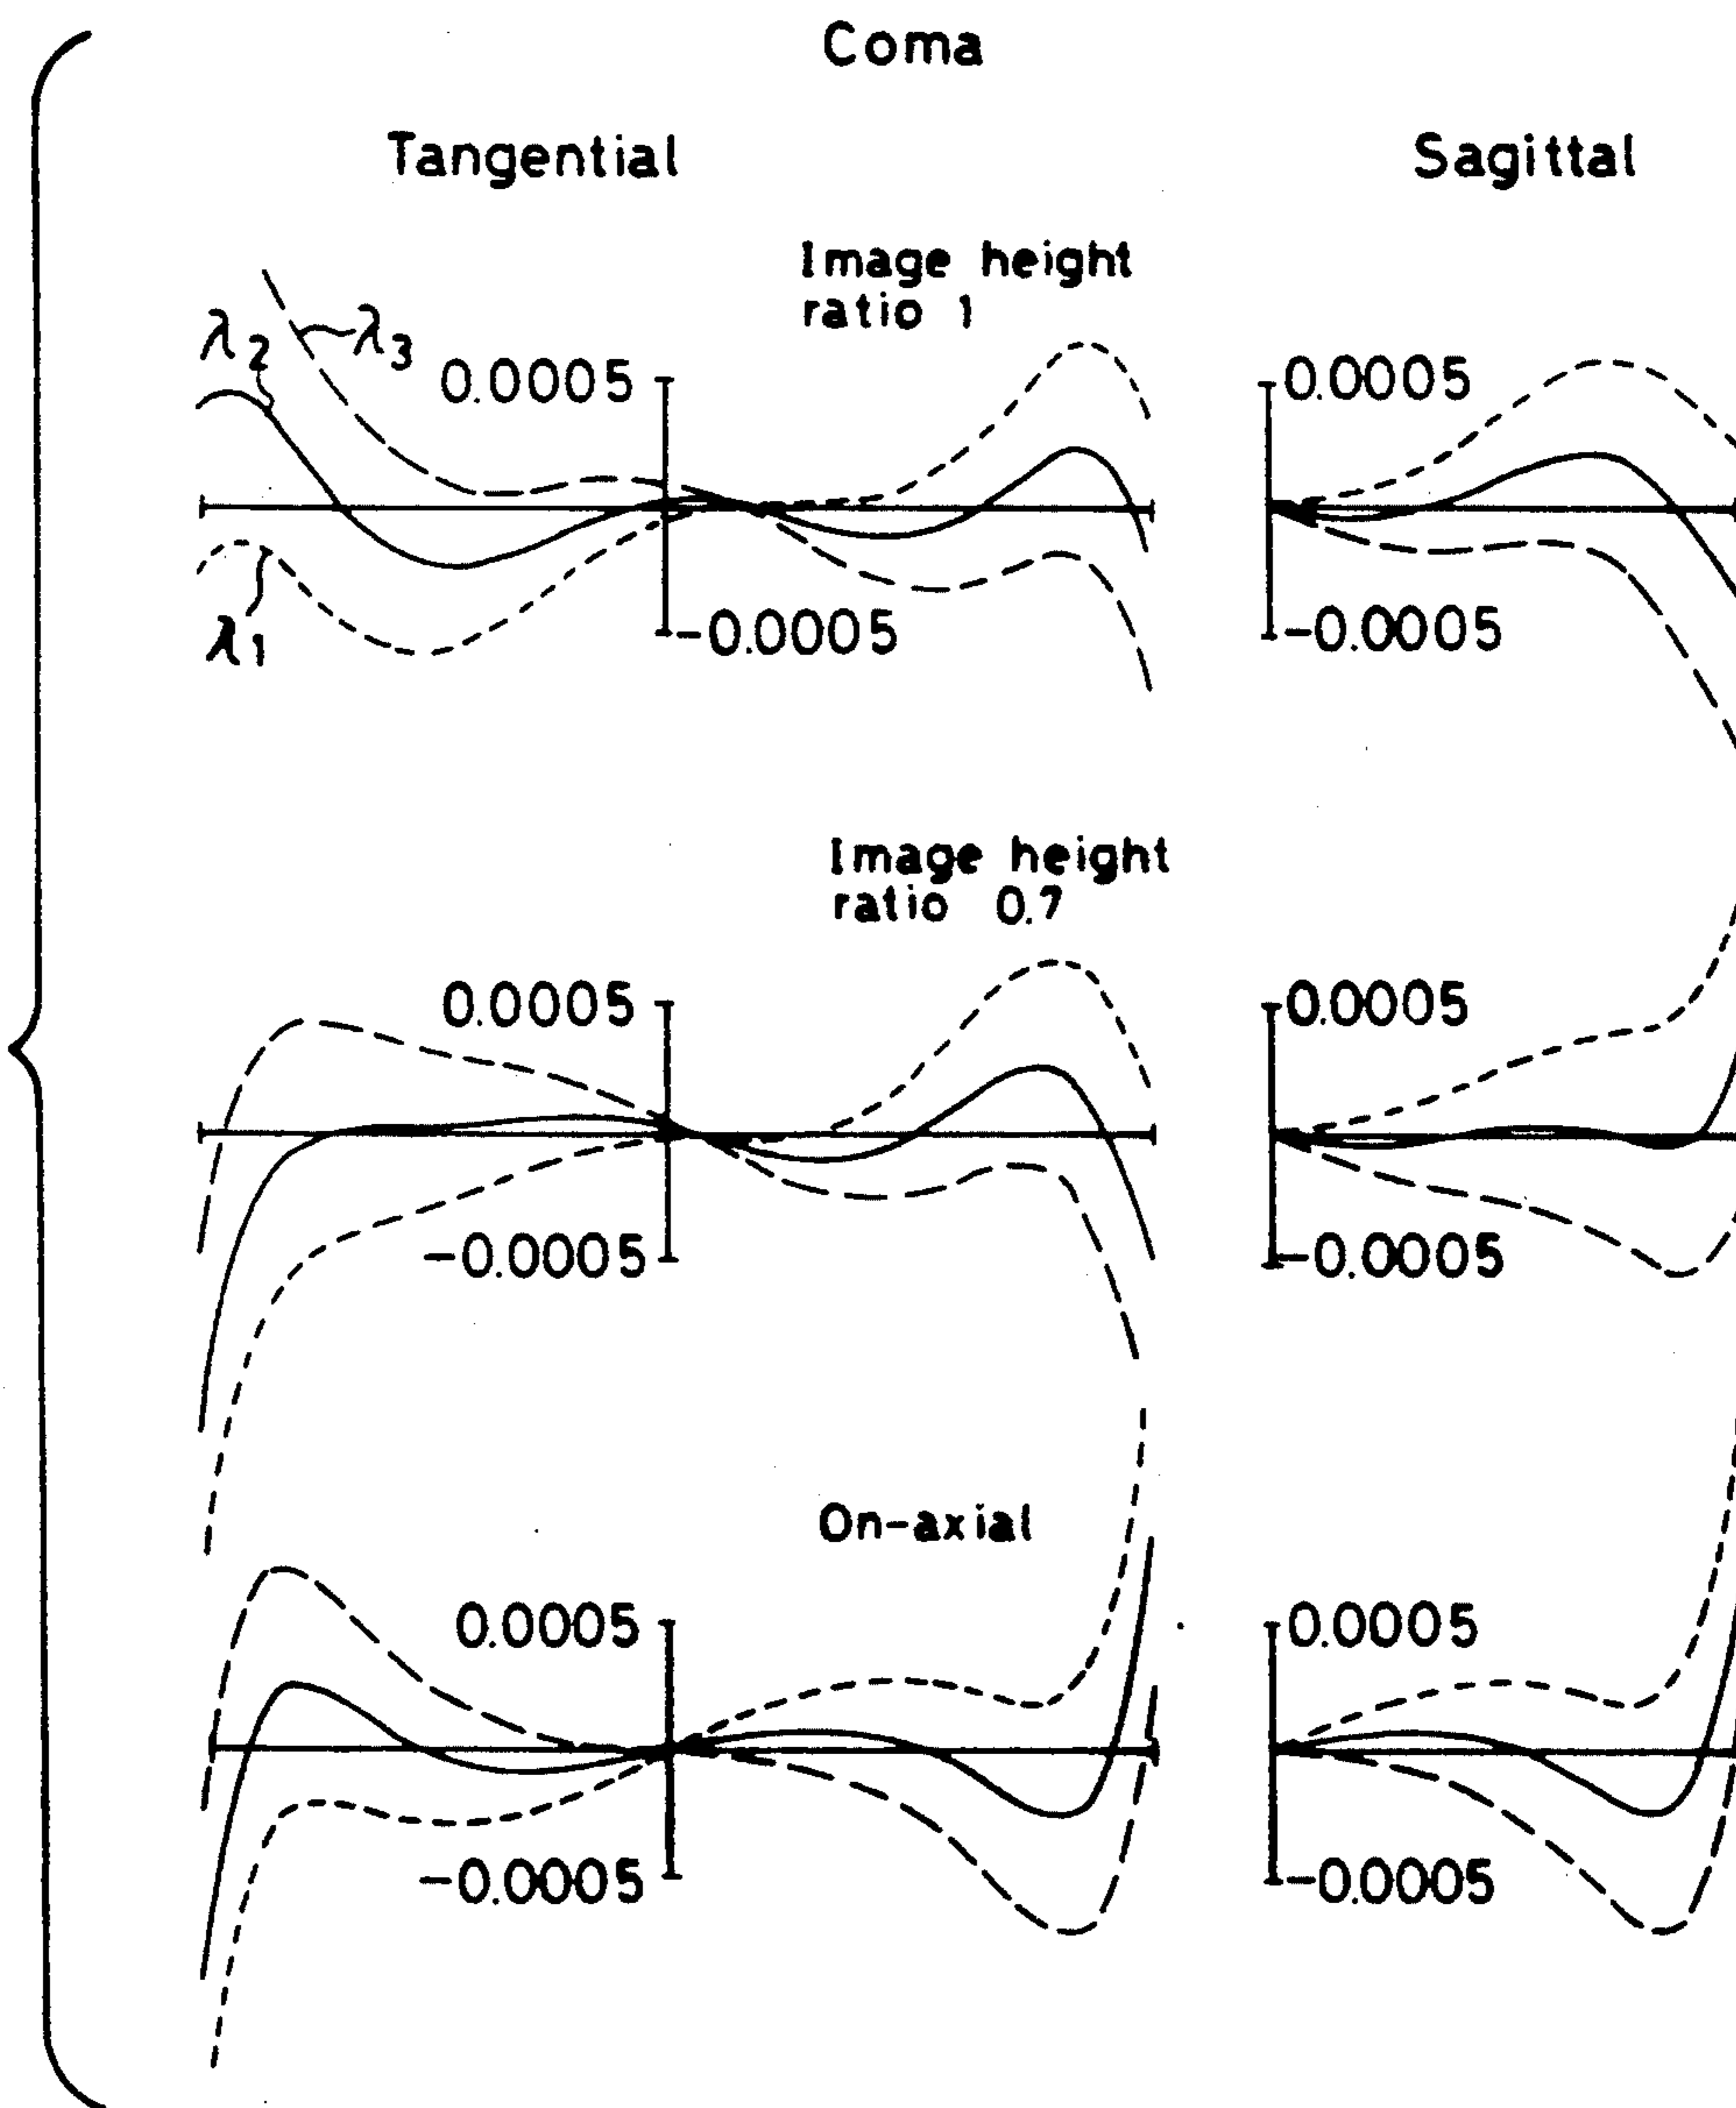 Coma
Tangential
Sagittal
Image height
ratio 1
λ2
λ3
0.0005
0.0005
λ1
-0.0005
-0.0005
Image height
ratio 0.7
0.0005
0.0005
-0.0005
-0.0005
On-axial
0.0005
0.0005
-0.0005
-0.0005